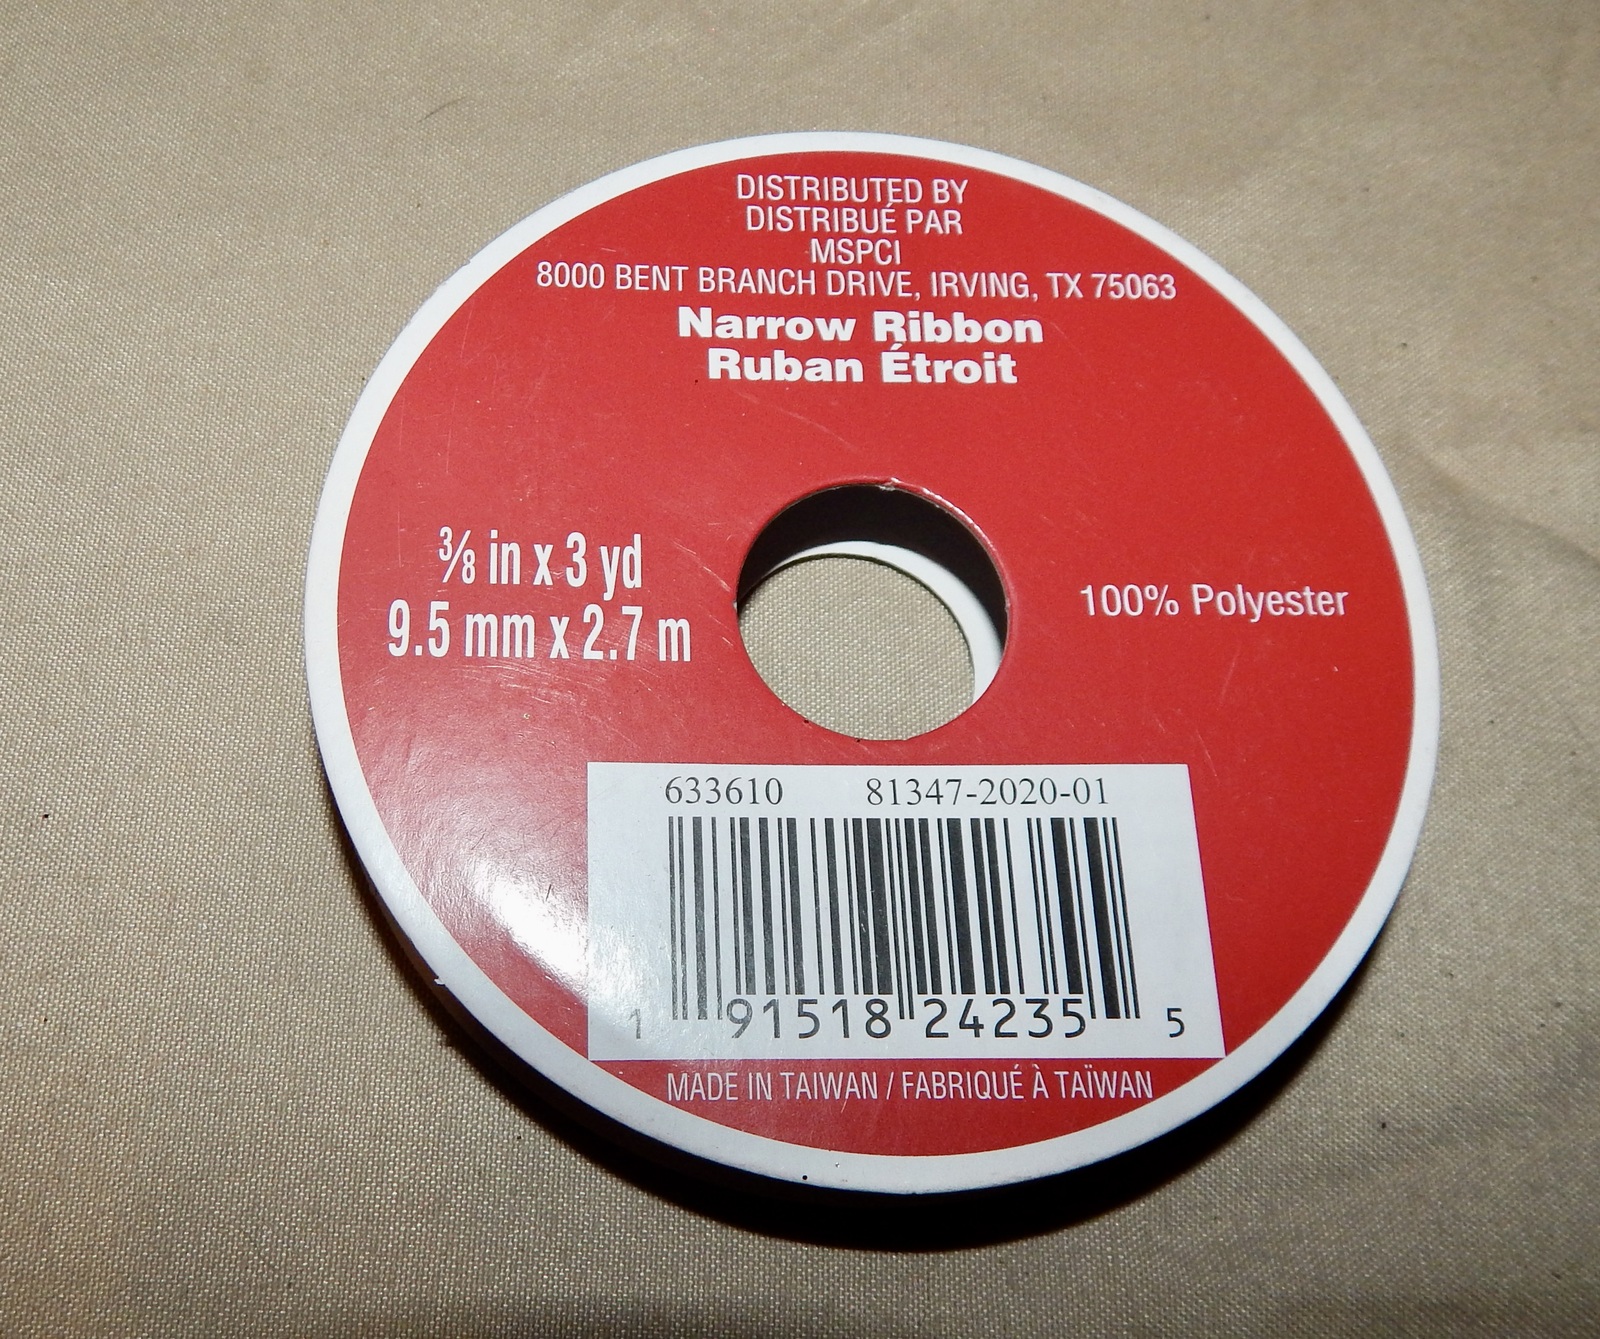 DISTRIBUTED BY
DISTRIBUÉ PAR
MSPCI
8000 BENT BRANCH DRIVE, IRVING, TX 75063
Narrow Ribbon
Ruban Étroit
⅜ in x 3 yd
9.5 mm x 2.7 m
100% Polyester
633610 81347-2020-01
1 91518 24235 5
MADE IN TAIWAN / FABRIQUÉ À TAÏWAN